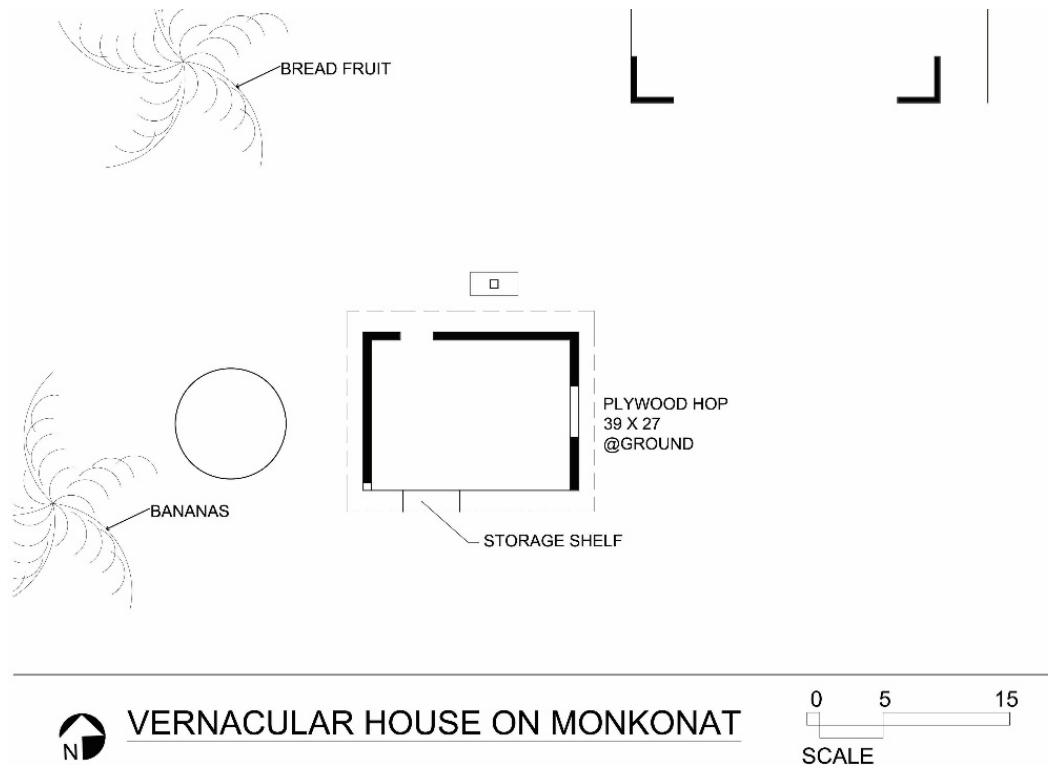 BREAD FRUIT
PLYWOOD HOP
39 X 27
@GROUND
BANANAS
STORAGE SHELF
N
VERNACULAR HOUSE ON MONKONAT
0 5 15
SCALE